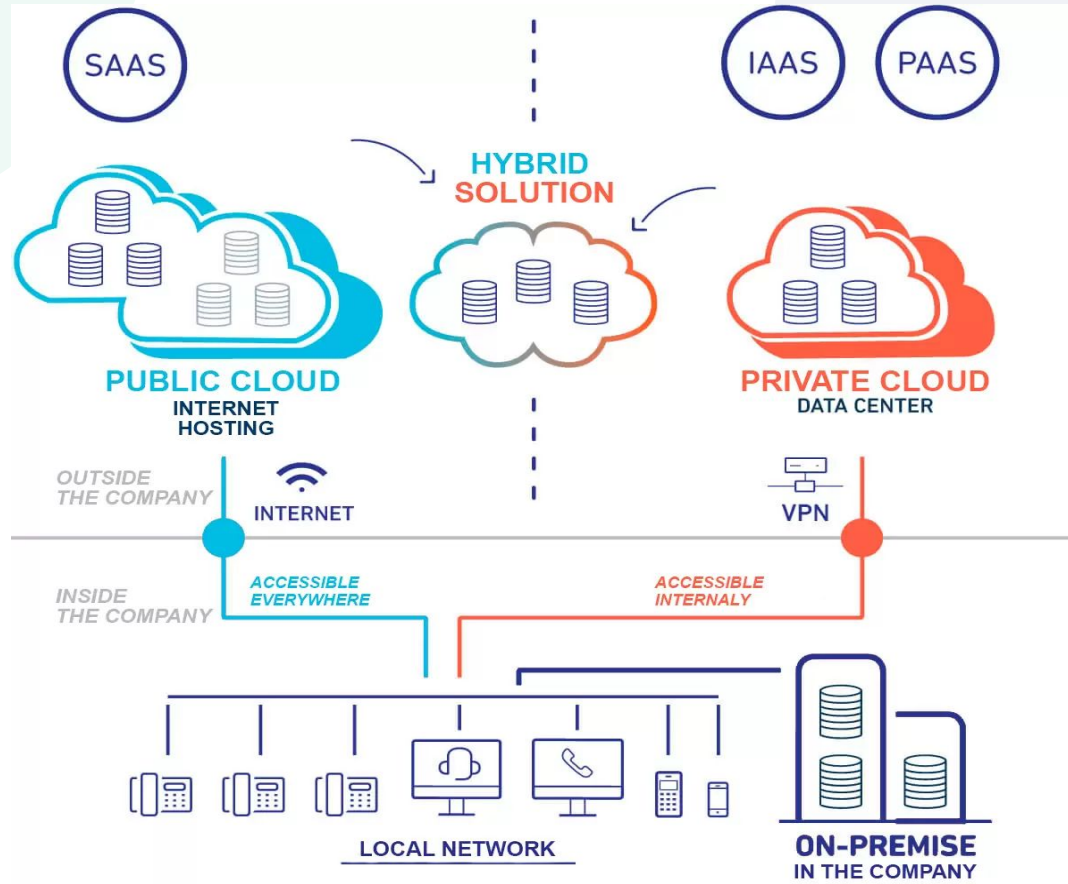 SAAS
IAAS
PAAS
HYBRID
SOLUTION
PUBLIC CLOUD
INTERNET
HOSTING
PRIVATE CLOUD
DATA CENTER
OUTSIDE
THE COMPANY
INTERNET
VPN
INSIDE
THE COMPANY
ACCESSIBLE
EVERYWHERE
ACCESSIBLE
INTERNALY
LOCAL NETWORK
ON-PREMISE
IN THE COMPANY